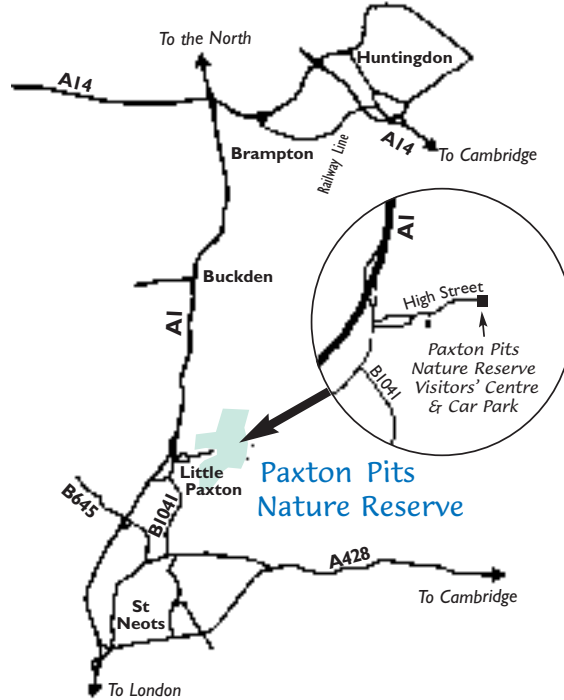 To the North
Huntingdon
A14
A14
To Cambridge
Brampton
Railway Line
A1
Buckden
High Street
A1
Paxton Pits
Nature Reserve
Visitors' Centre
& Car Park
B1041
Little
Paxton
Paxton Pits
Nature Reserve
B645
B1041
A428
To Cambridge
St
Neots
To London